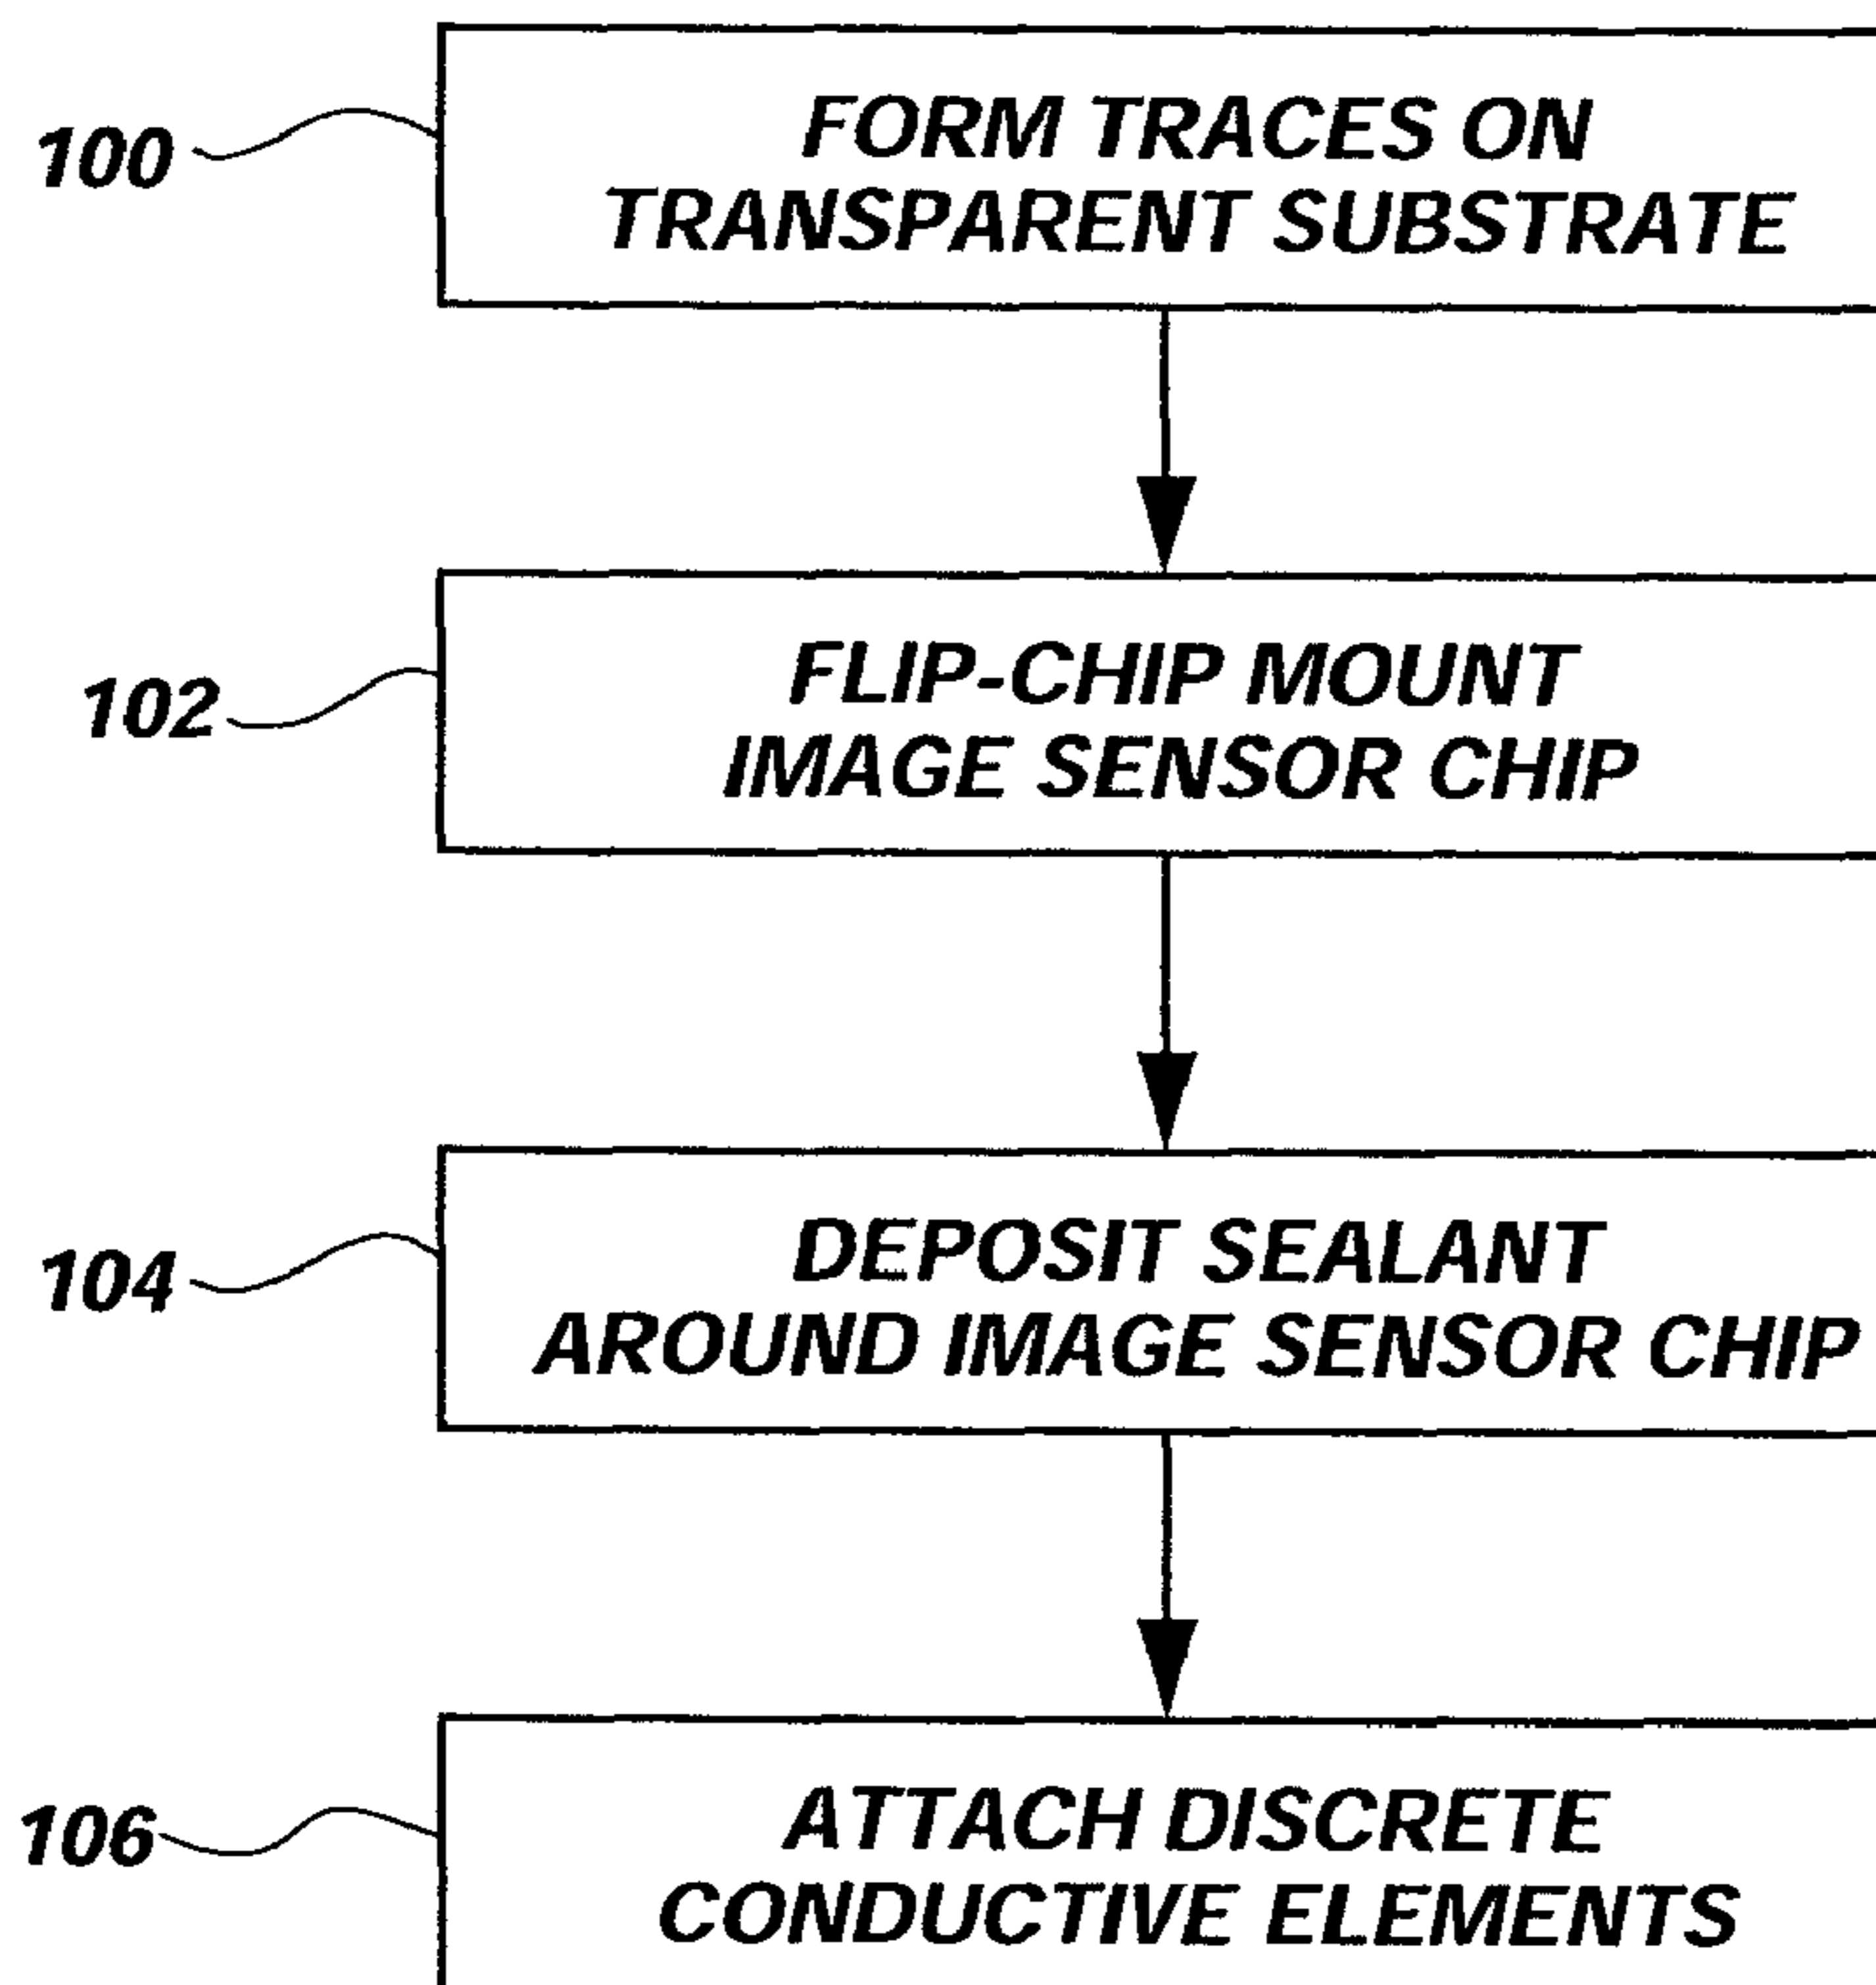 100
FORM TRACES ON
TRANSPARENT SUBSTRATE
102
FLIP-CHIP MOUNT
IMAGE SENSOR CHIP
104
DEPOSIT SEALANT
AROUND IMAGE SENSOR CHIP
106
ATTACH DISCRETE
CONDUCTIVE ELEMENTS